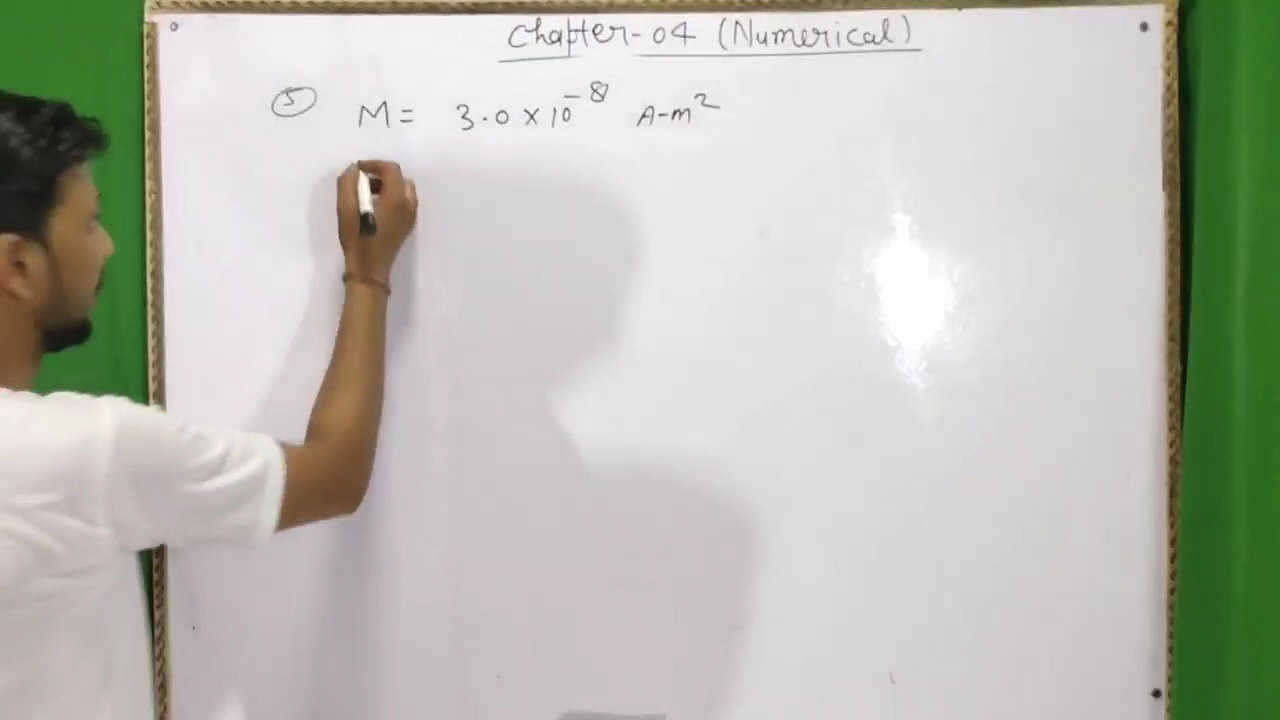 Chapter-04 (Numerical)
5 M = 3.0 × 10⁻⁸ A-m²